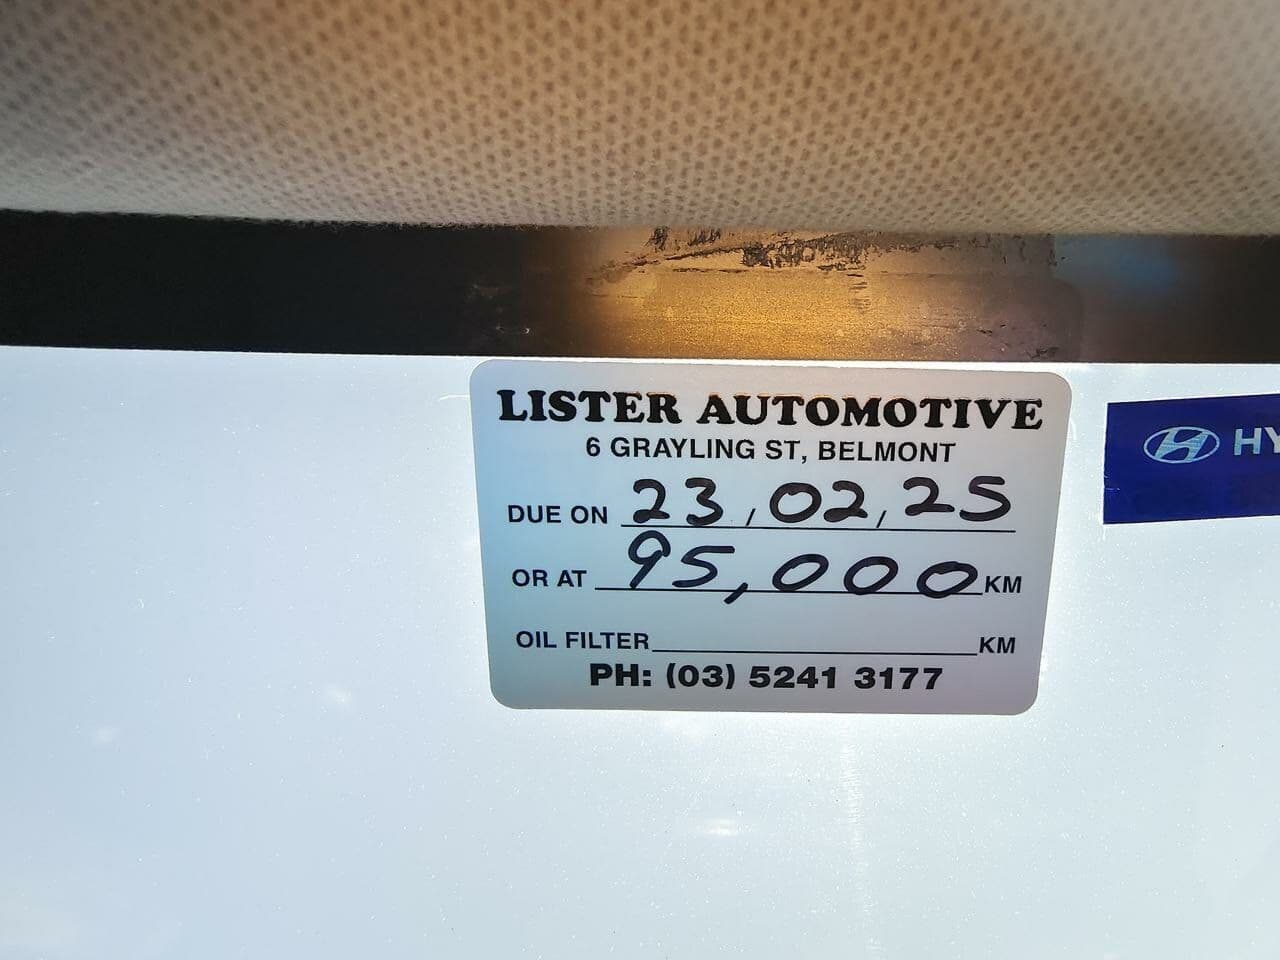 LISTER AUTOMOTIVE
6 GRAYLING ST, BELMONT
DUE ON 23/02/25
OR AT 95,000 KM
OIL FILTER KM
PH: (03) 5241 3177
HY